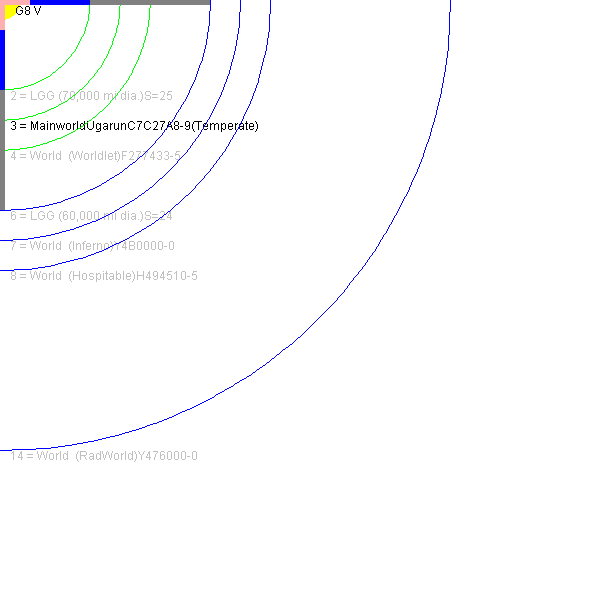 G8 V
2 = LGG (70,000 mi dia.)S=25
3 = MainworldUgarunC7C27A8-9(Temperate)
4 = World  (Worldlet)F277433-5
6 = LGG (60,000 mi dia.)S=24
7 = World  (Inferno)Y4B0000-0
8 = World  (Hospitable)H494510-5
14 = World  (RadWorld)Y476000-0